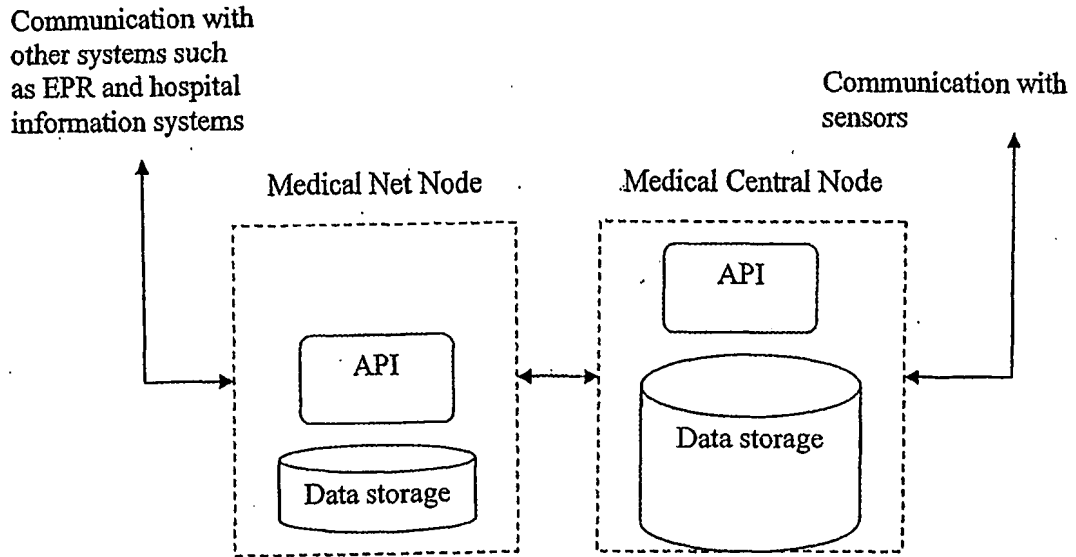 Communication with
other systems such
as EPR and hospital
information systems
Communication with
sensors
Medical Net Node
Medical Central Node
API
Data storage
API
Data storage